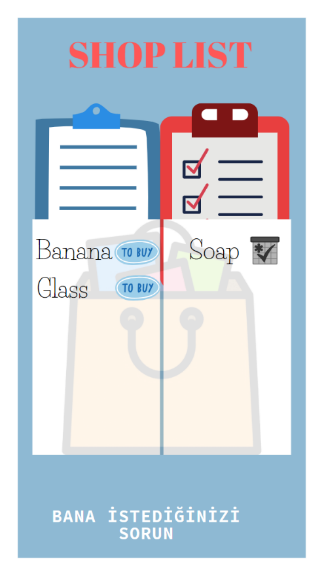 SHOP LIST
Banana TO BUY
Glass TO BUY
Soap
BANA İSTEDİĞİNİZİ
SORUN